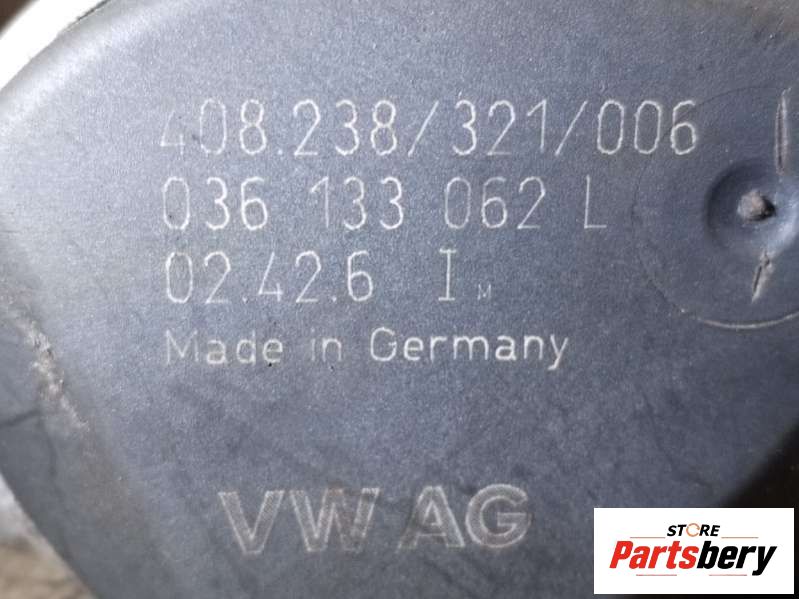 408.238/321/006
036 133 062 L
02.42.6 I M
Made in Germany
VW AG
STORE
Partsbery